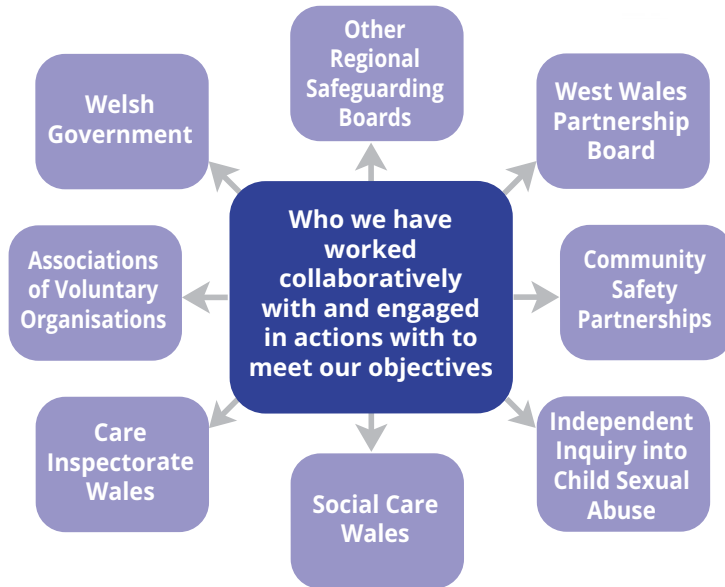 Other
Regional
Safeguarding
Boards
Welsh
Government
West Wales
Partnership
Board
Who we have
worked
collaboratively
with and engaged
in actions with to
meet our objectives
Associations
of Voluntary
Organisations
Community
Safety
Partnerships
Care
Inspectorate
Wales
Social Care
Wales
Independent
Inquiry into
Child Sexual
Abuse